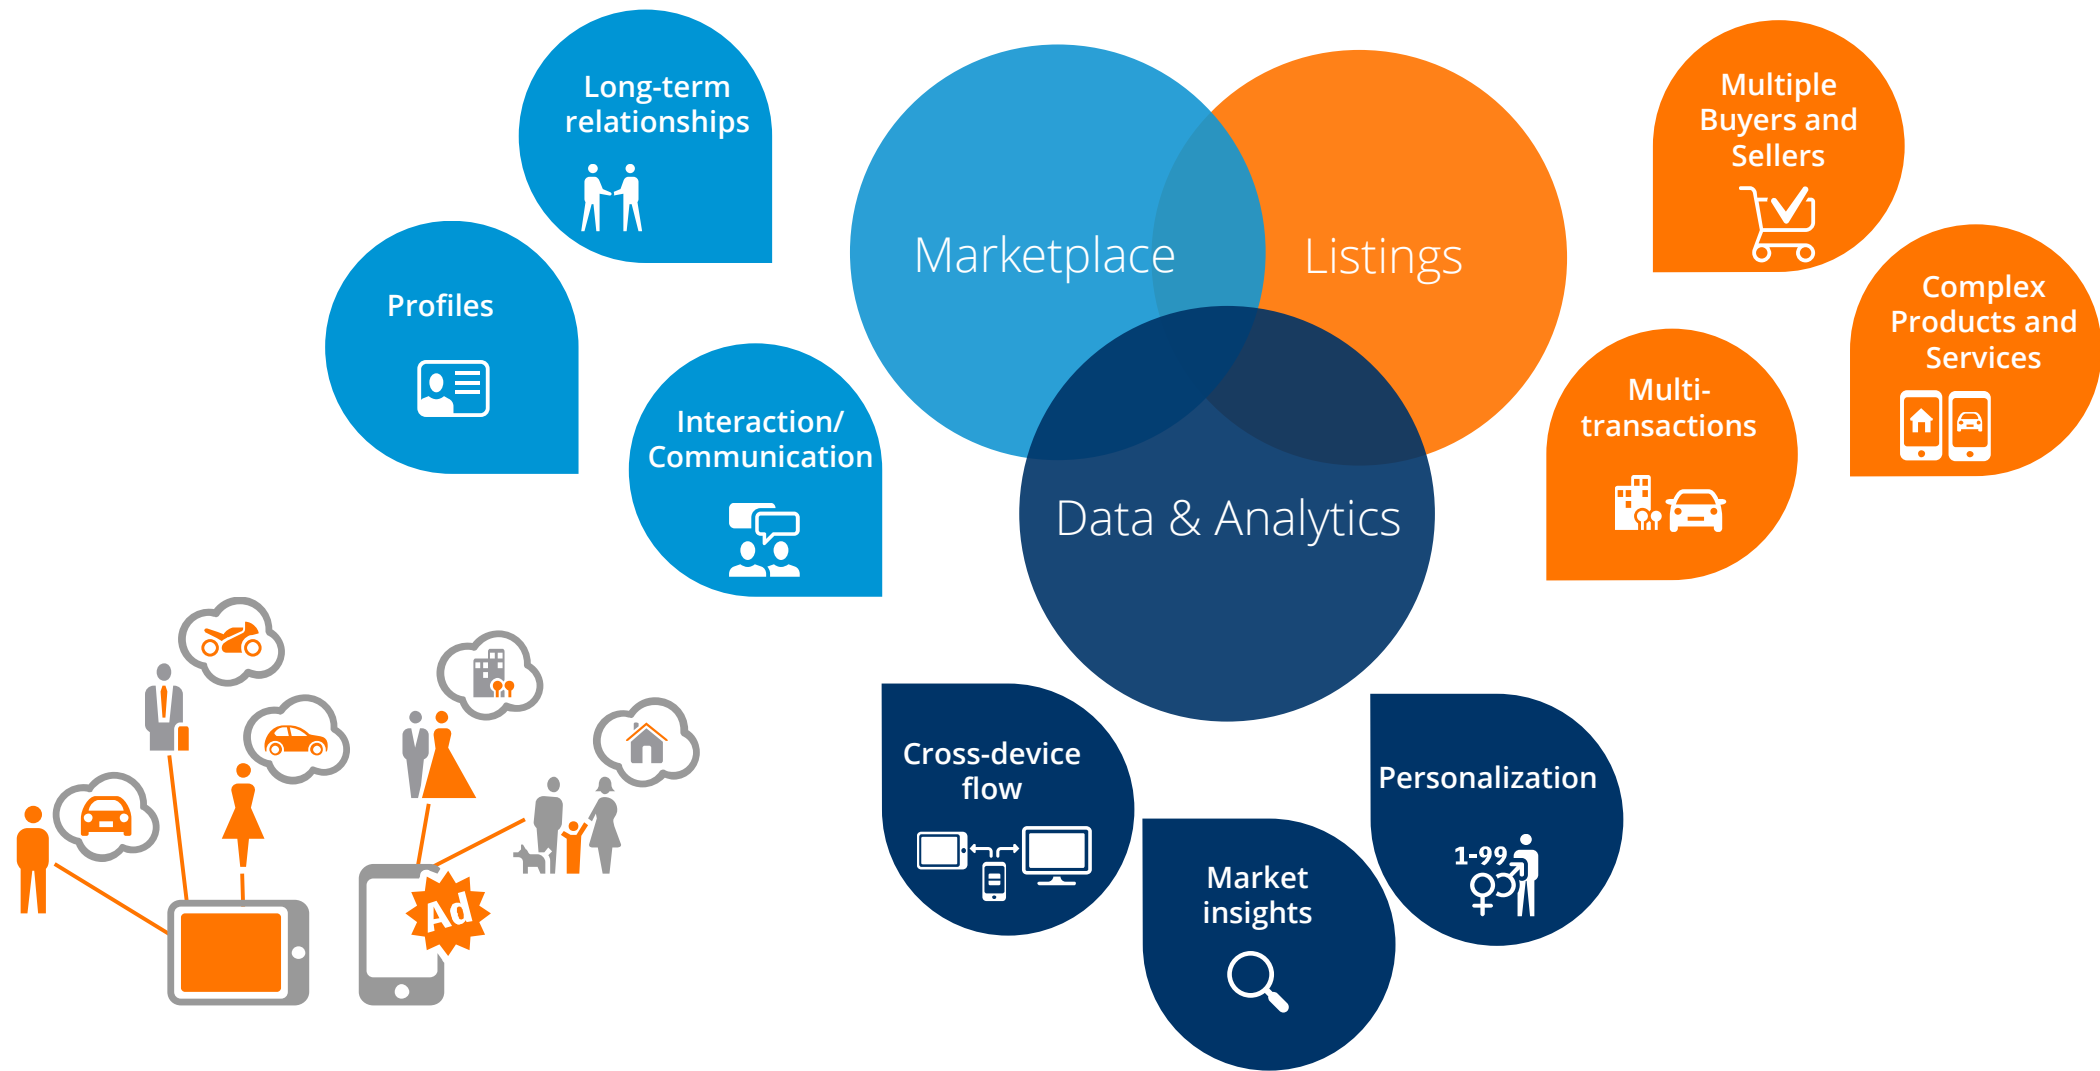 Long-term
relationships
Profiles
Interaction/
Communication
Marketplace
Listings
Data & Analytics
Multiple
Buyers and
Sellers
Complex
Products and
Services
Multi-
transactions
Cross-device
flow
Market
insights
Personalization
1-99
Ad